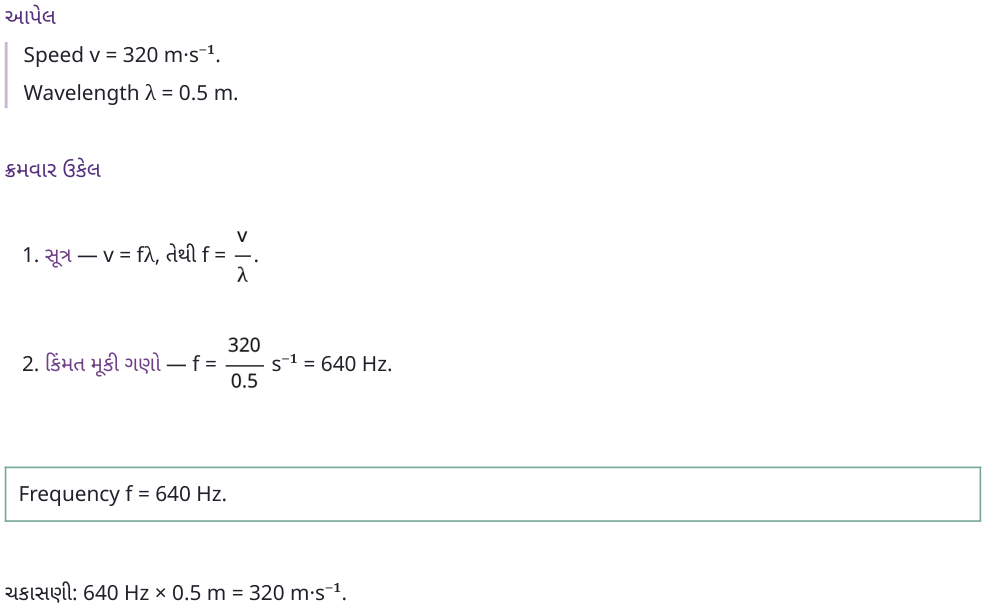 આપેલ
Speed v = 320 m·s⁻¹.
Wavelength λ = 0.5 m.
ક્રમવાર ઉકેલ
1. સૂત્ર — v = fλ, તેથી f = v/λ.
2. કિંમત મૂકી ગણો — f = 320/0.5 s⁻¹ = 640 Hz.
Frequency f = 640 Hz.
ચકાસણી: 640 Hz × 0.5 m = 320 m·s⁻¹.